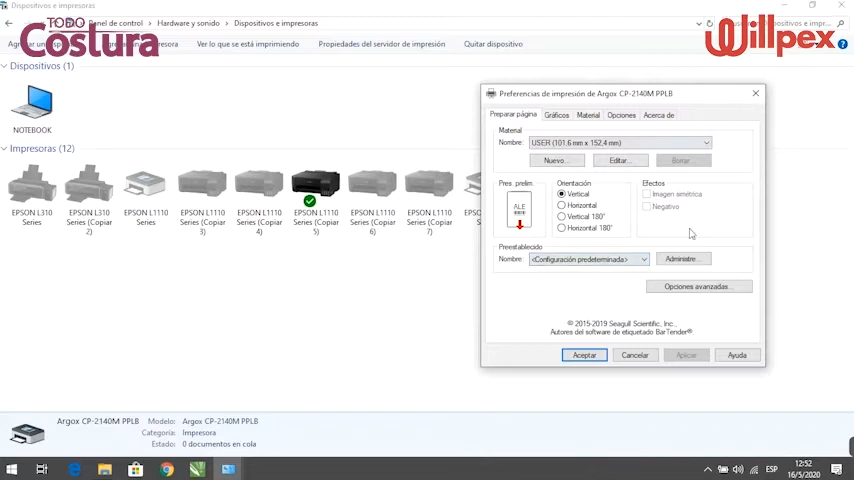 Dispositivos e impresoras
Panel de control › Hardware y sonido › Dispositivos e impresoras
TODO
Costura
Willpex
Ver lo que se está imprimiendo
Propiedades del servidor de impresión
Quitar dispositivo
Dispositivos (1)
NOTEBOOK
Impresoras (12)
EPSON L310 Series
EPSON L310 Series (Copiar 2)
EPSON L1110 Series
EPSON L1110 Series (Copiar 3)
EPSON L1110 Series (Copiar 4)
EPSON L1110 Series (Copiar 5)
EPSON L1110 Series (Copiar 6)
EPSON L1110 Series (Copiar 7)
Preferencias de impresión de Argox CP-2140M PPLB
Preparar página Gráficos Material Opciones Acerca de
Material
Nombre: USER (101.6 mm x 152,4 mm)
Nuevo... Editar... Borrar...
Pres. prelim.
ALE
Orientación
Vertical
Horizontal
Vertical 180°
Horizontal 180°
Efectos
Imagen simétrica
Negativo
Preestablecido
Nombre: <Configuración predeterminada> Administre...
Opciones avanzadas...
© 2015-2019 Seagull Scientific, Inc.,
Autores del software de etiquetado BarTender®
Aceptar Cancelar Aplicar Ayuda
Argox CP-2140M PPLB Modelo: Argox CP-2140M PPLB
Categoría: Impresora
Estado: 0 documentos en cola
ESP
12:52
16/5/2020